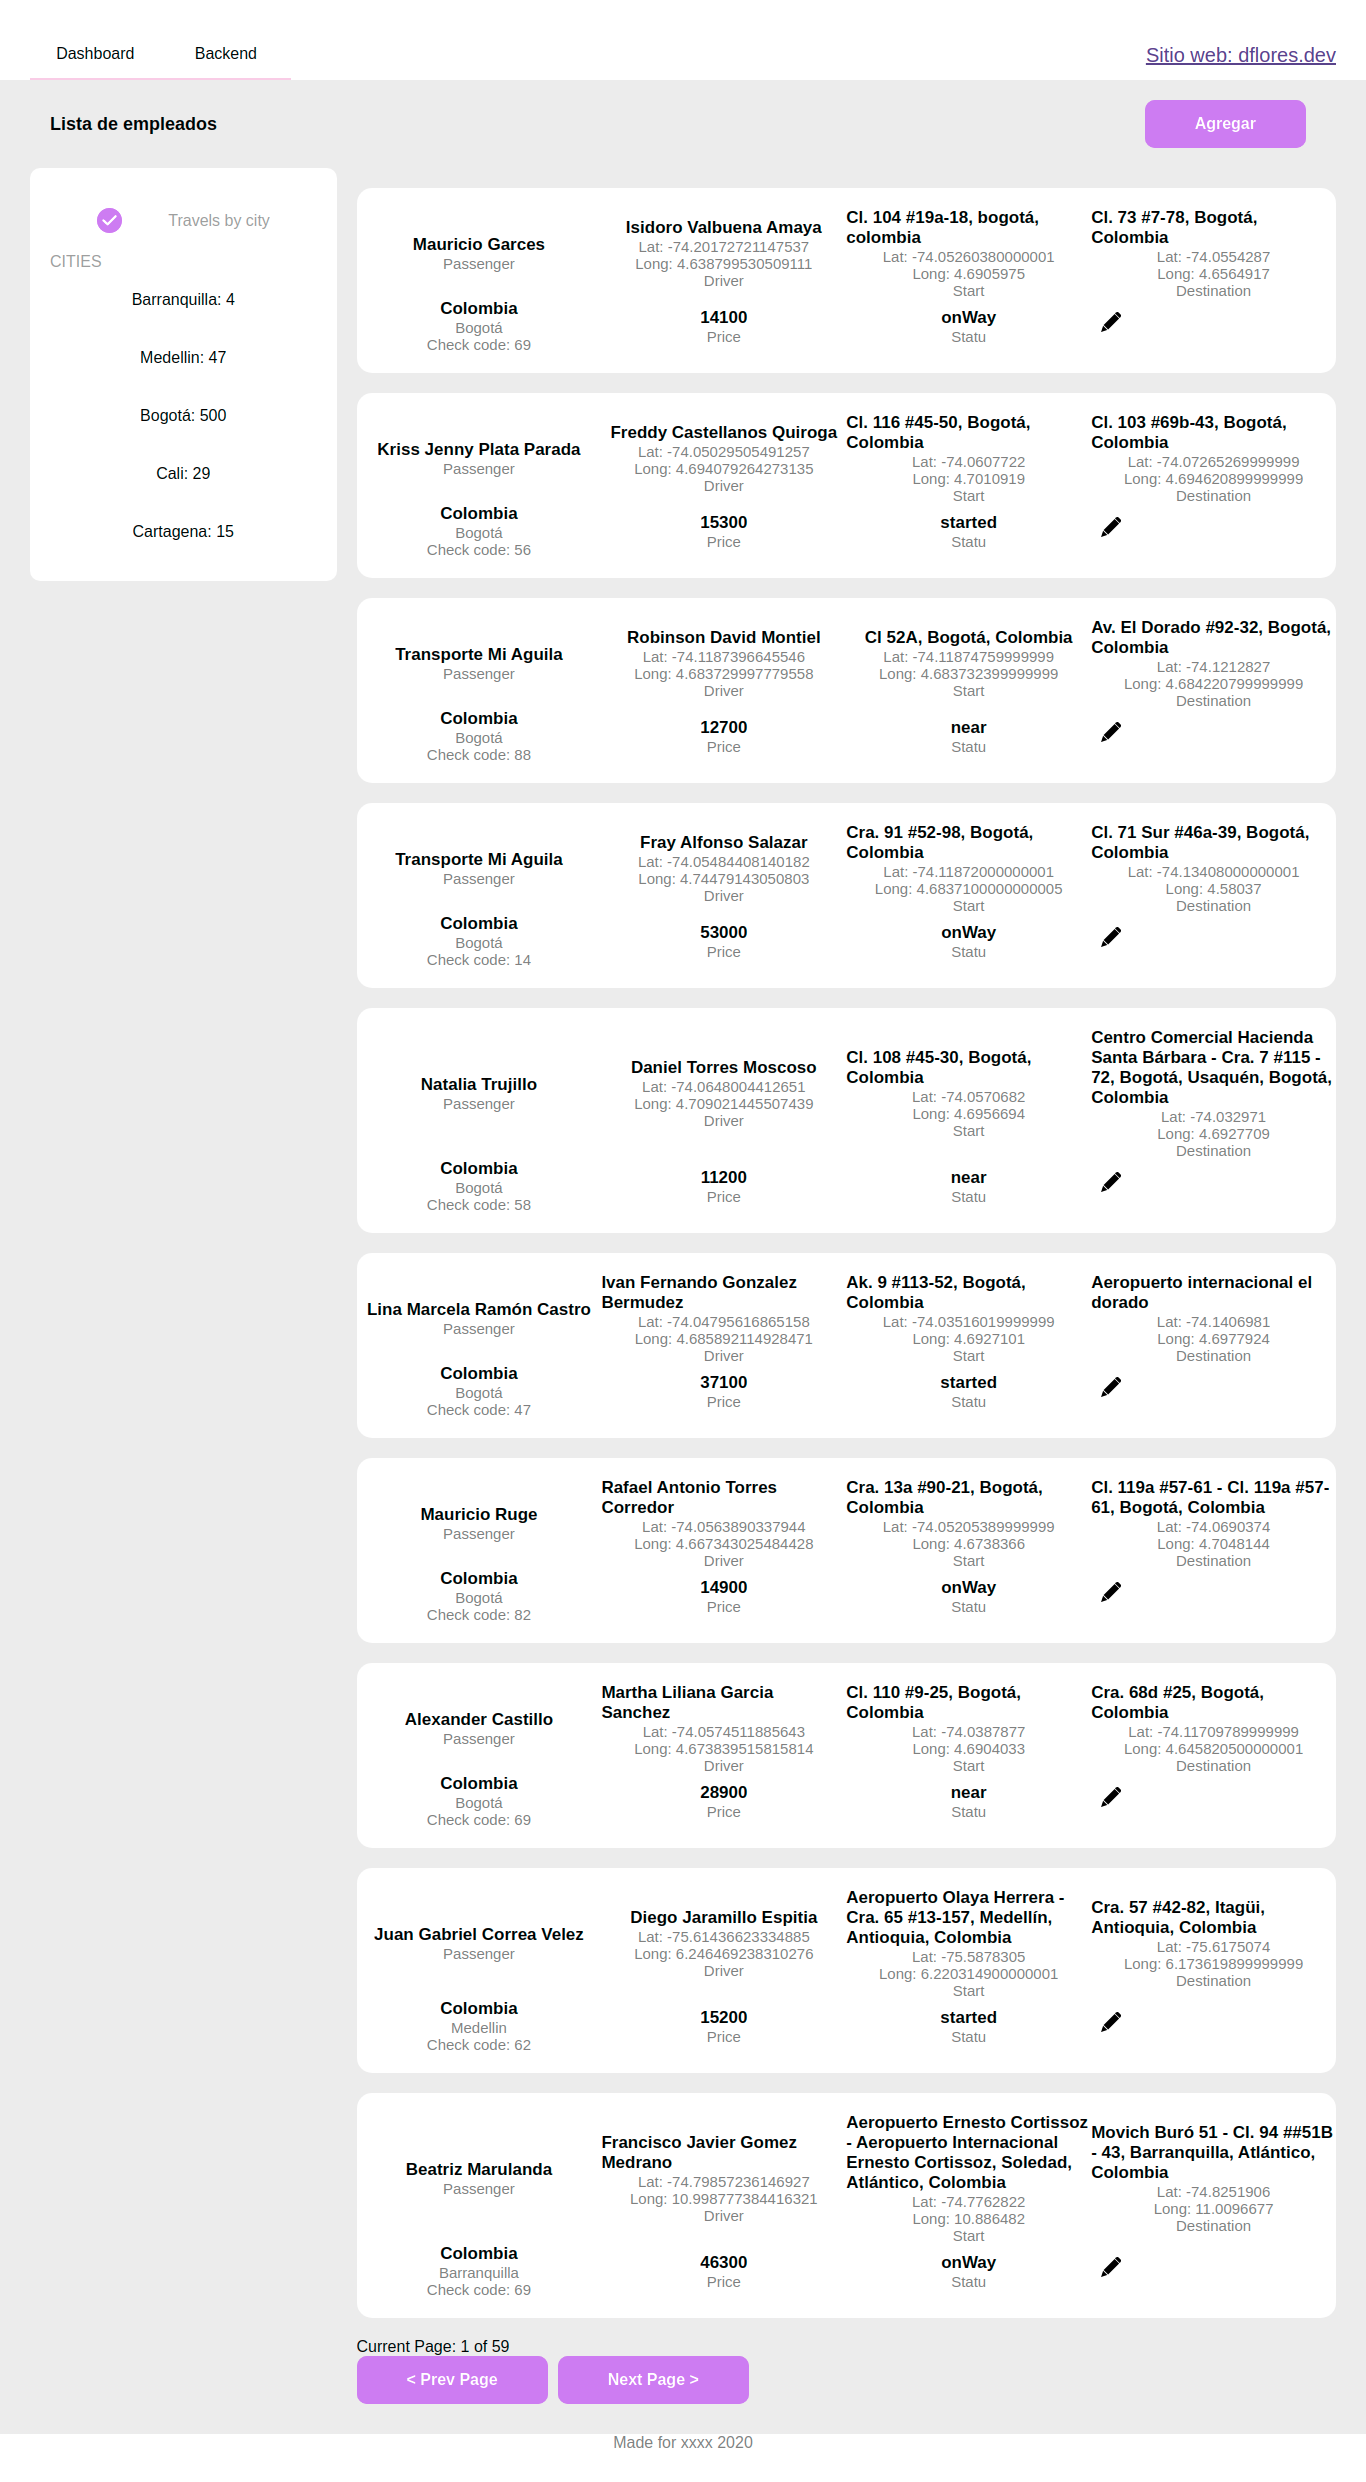 Dashboard
Backend
Sitio web: dflores.dev
Lista de empleados
Agregar
Travels by city
CITIES
Barranquilla: 4
Medellin: 47
Bogotá: 500
Cali: 29
Cartagena: 15
Mauricio Garces
Passenger
Isidoro Valbuena Amaya
Lat: -74.20172721147537
Long: 4.638799530509111
Driver
Cl. 104 #19a-18, bogotá,
colombia
Lat: -74.05260380000001
Long: 4.6905975
Start
Cl. 73 #7-78, Bogotá,
Colombia
Lat: -74.0554287
Long: 4.6564917
Destination
Colombia
Bogotá
Check code: 69
14100
Price
onWay
Statu
Kriss Jenny Plata Parada
Passenger
Freddy Castellanos Quiroga
Lat: -74.05029505491257
Long: 4.694079264273135
Driver
Cl. 116 #45-50, Bogotá,
Colombia
Lat: -74.0607722
Long: 4.7010919
Start
Cl. 103 #69b-43, Bogotá,
Colombia
Lat: -74.07265269999999
Long: 4.694620899999999
Destination
Colombia
Bogotá
Check code: 56
15300
Price
started
Statu
Transporte Mi Aguila
Passenger
Robinson David Montiel
Lat: -74.1187396645546
Long: 4.683729997779558
Driver
Cl 52A, Bogotá, Colombia
Lat: -74.11874759999999
Long: 4.683732399999999
Start
Av. El Dorado #92-32, Bogotá,
Colombia
Lat: -74.1212827
Long: 4.684220799999999
Destination
Colombia
Bogotá
Check code: 88
12700
Price
near
Statu
Transporte Mi Aguila
Passenger
Fray Alfonso Salazar
Lat: -74.05484408140182
Long: 4.74479143050803
Driver
Cra. 91 #52-98, Bogotá,
Colombia
Lat: -74.11872000000001
Long: 4.6837100000000005
Start
Cl. 71 Sur #46a-39, Bogotá,
Colombia
Lat: -74.13408000000001
Long: 4.58037
Destination
Colombia
Bogotá
Check code: 14
53000
Price
onWay
Statu
Natalia Trujillo
Passenger
Daniel Torres Moscoso
Lat: -74.0648004412651
Long: 4.709021445507439
Driver
Cl. 108 #45-30, Bogotá,
Colombia
Lat: -74.0570682
Long: 4.6956694
Start
Centro Comercial Hacienda
Santa Bárbara - Cra. 7 #115 -
72, Bogotá, Usaquén, Bogotá,
Colombia
Lat: -74.032971
Long: 4.6927709
Destination
Colombia
Bogotá
Check code: 58
11200
Price
near
Statu
Lina Marcela Ramón Castro
Passenger
Ivan Fernando Gonzalez
Bermudez
Lat: -74.04795616865158
Long: 4.685892114928471
Driver
Ak. 9 #113-52, Bogotá,
Colombia
Lat: -74.03516019999999
Long: 4.6927101
Start
Aeropuerto internacional el
dorado
Lat: -74.1406981
Long: 4.6977924
Destination
Colombia
Bogotá
Check code: 47
37100
Price
started
Statu
Mauricio Ruge
Passenger
Rafael Antonio Torres
Corredor
Lat: -74.0563890337944
Long: 4.667343025484428
Driver
Cra. 13a #90-21, Bogotá,
Colombia
Lat: -74.05205389999999
Long: 4.6738366
Start
Cl. 119a #57-61 - Cl. 119a #57-
61, Bogotá, Colombia
Lat: -74.0690374
Long: 4.7048144
Destination
Colombia
Bogotá
Check code: 82
14900
Price
onWay
Statu
Alexander Castillo
Passenger
Martha Liliana Garcia
Sanchez
Lat: -74.0574511885643
Long: 4.673839515815814
Driver
Cl. 110 #9-25, Bogotá,
Colombia
Lat: -74.0387877
Long: 4.6904033
Start
Cra. 68d #25, Bogotá,
Colombia
Lat: -74.11709789999999
Long: 4.645820500000001
Destination
Colombia
Bogotá
Check code: 69
28900
Price
near
Statu
Juan Gabriel Correa Velez
Passenger
Diego Jaramillo Espitia
Lat: -75.61436623334885
Long: 6.246469238310276
Driver
Aeropuerto Olaya Herrera -
Cra. 65 #13-157, Medellín,
Antioquia, Colombia
Lat: -75.5878305
Long: 6.220314900000001
Start
Cra. 57 #42-82, Itagüi,
Antioquia, Colombia
Lat: -75.6175074
Long: 6.173619899999999
Destination
Colombia
Medellin
Check code: 62
15200
Price
started
Statu
Beatriz Marulanda
Passenger
Francisco Javier Gomez
Medrano
Lat: -74.79857236146927
Long: 10.998777384416321
Driver
Aeropuerto Ernesto Cortissoz
- Aeropuerto Internacional
Ernesto Cortissoz, Soledad,
Atlántico, Colombia
Lat: -74.7762822
Long: 10.886482
Start
Movich Buró 51 - Cl. 94 ##51B
- 43, Barranquilla, Atlántico,
Colombia
Lat: -74.8251906
Long: 11.0096677
Destination
Colombia
Barranquilla
Check code: 69
46300
Price
onWay
Statu
Current Page: 1 of 59
< Prev Page
Next Page >
Made for xxxx 2020